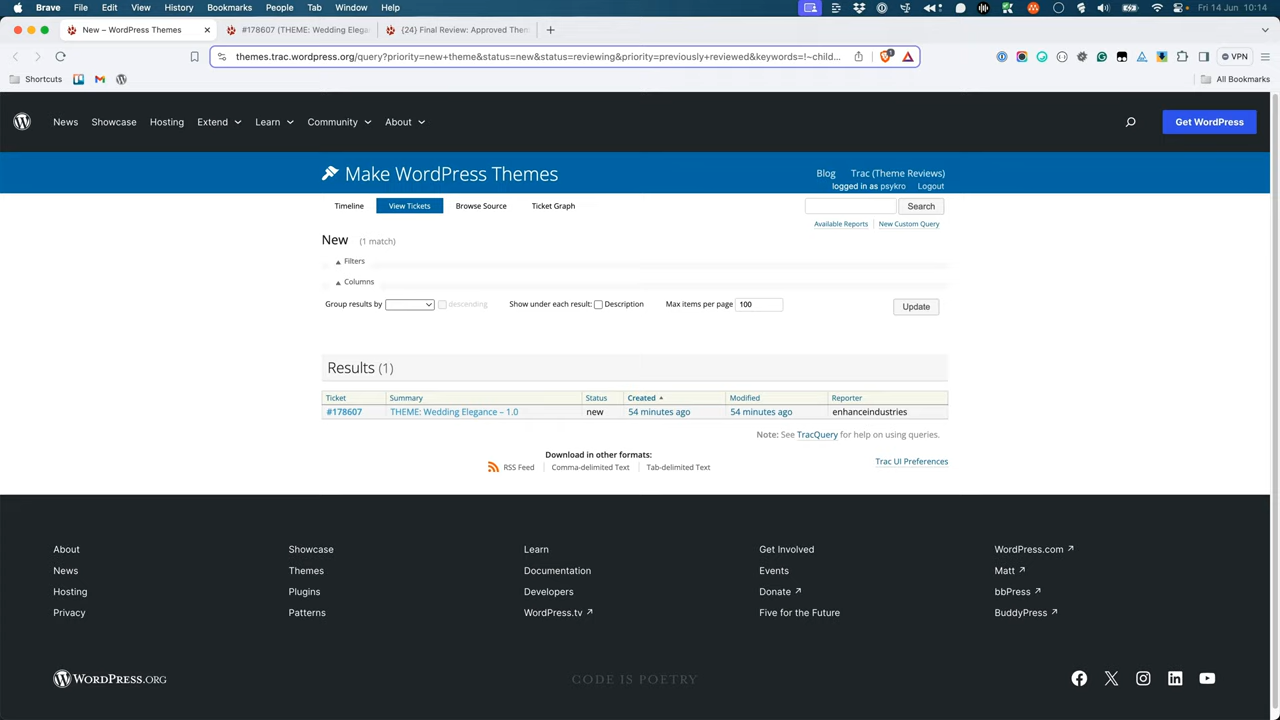 Brave File Edit View History Bookmarks People Tab Window Help
Fri 14 Jun 10:14
New – WordPress Themes
#178607 (THEME: Wedding Elega
{24} Final Review: Approved Them
themes.trac.wordpress.org/query?priority=new+theme&status=new&status=reviewing&priority=previously+reviewed&keywords=!~child...
1
VPN
Shortcuts
All Bookmarks
News Showcase Hosting Extend Learn Community About
Get WordPress
Make WordPress Themes
Blog Trac (Theme Reviews)
logged in as psykro Logout
Timeline View Tickets Browse Source Ticket Graph
Search
Available Reports New Custom Query
New (1 match)
Filters
Columns
Group results by descending Show under each result: Description Max items per page 100
Update
Results (1)
Ticket Summary Status Created Modified Reporter
#178607 THEME: Wedding Elegance – 1.0 new 54 minutes ago 54 minutes ago enhanceindustries
Note: See TracQuery for help on using queries.
Download in other formats:
RSS Feed Comma-delimited Text Tab-delimited Text
Trac UI Preferences
About Showcase Learn Get Involved WordPress.com ↗
News Themes Documentation Events Matt ↗
Hosting Plugins Developers Donate ↗ bbPress ↗
Privacy Patterns WordPress.tv ↗ Five for the Future BuddyPress ↗
WORDPRESS.ORG
CODE IS POETRY